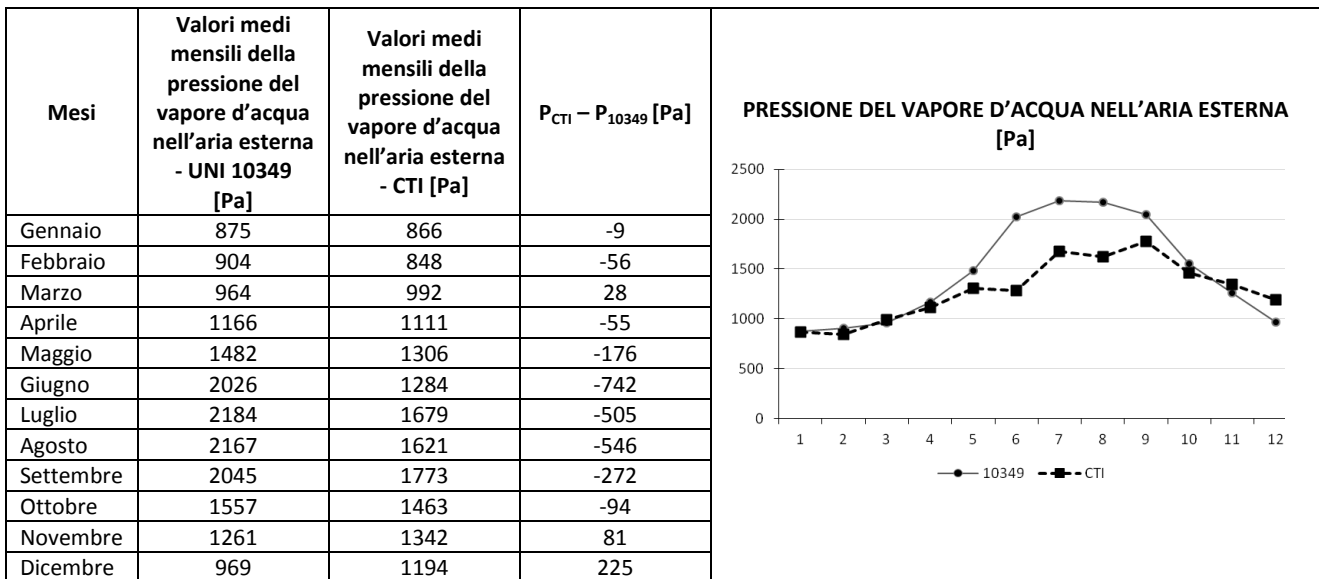 Mesi
Valori medi
mensili della
pressione del
vapore d’acqua
nell’aria esterna
- UNI 10349
[Pa]
Valori medi
mensili della
pressione del
vapore d’acqua
nell’aria esterna
- CTI [Pa]
PCTI – P10349 [Pa]
Gennaio 875 866 -9
Febbraio 904 848 -56
Marzo 964 992 28
Aprile 1166 1111 -55
Maggio 1482 1306 -176
Giugno 2026 1284 -742
Luglio 2184 1679 -505
Agosto 2167 1621 -546
Settembre 2045 1773 -272
Ottobre 1557 1463 -94
Novembre 1261 1342 81
Dicembre 969 1194 225
PRESSIONE DEL VAPORE D’ACQUA NELL’ARIA ESTERNA
[Pa]
2500
2000
1500
1000
500
0
1 2 3 4 5 6 7 8 9 10 11 12
10349 CTI